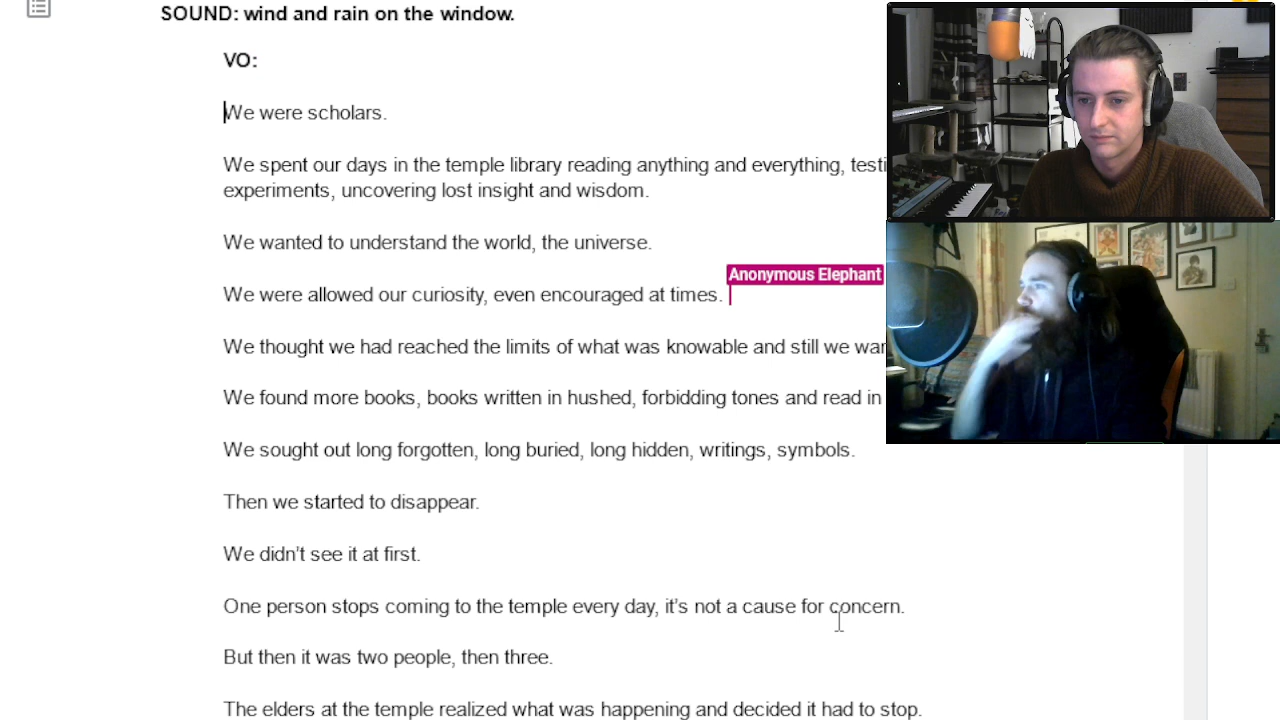 SOUND: wind and rain on the window.
VO:
We were scholars.
We spent our days in the temple library reading anything and everything,
experiments, uncovering lost insight and wisdom.
We wanted to understand the world, the universe.
Anonymous Elephant
We were allowed our curiosity, even encouraged at times.
We thought we had reached the limits of what was knowable and still we
We found more books, books written in hushed, forbidding tones and read in
We sought out long forgotten, long buried, long hidden, writings, symbols.
Then we started to disappear.
We didn’t see it at first.
One person stops coming to the temple every day, it’s not a cause for concern.
But then it was two people, then three.
The elders at the temple realized what was happening and decided it had to stop.